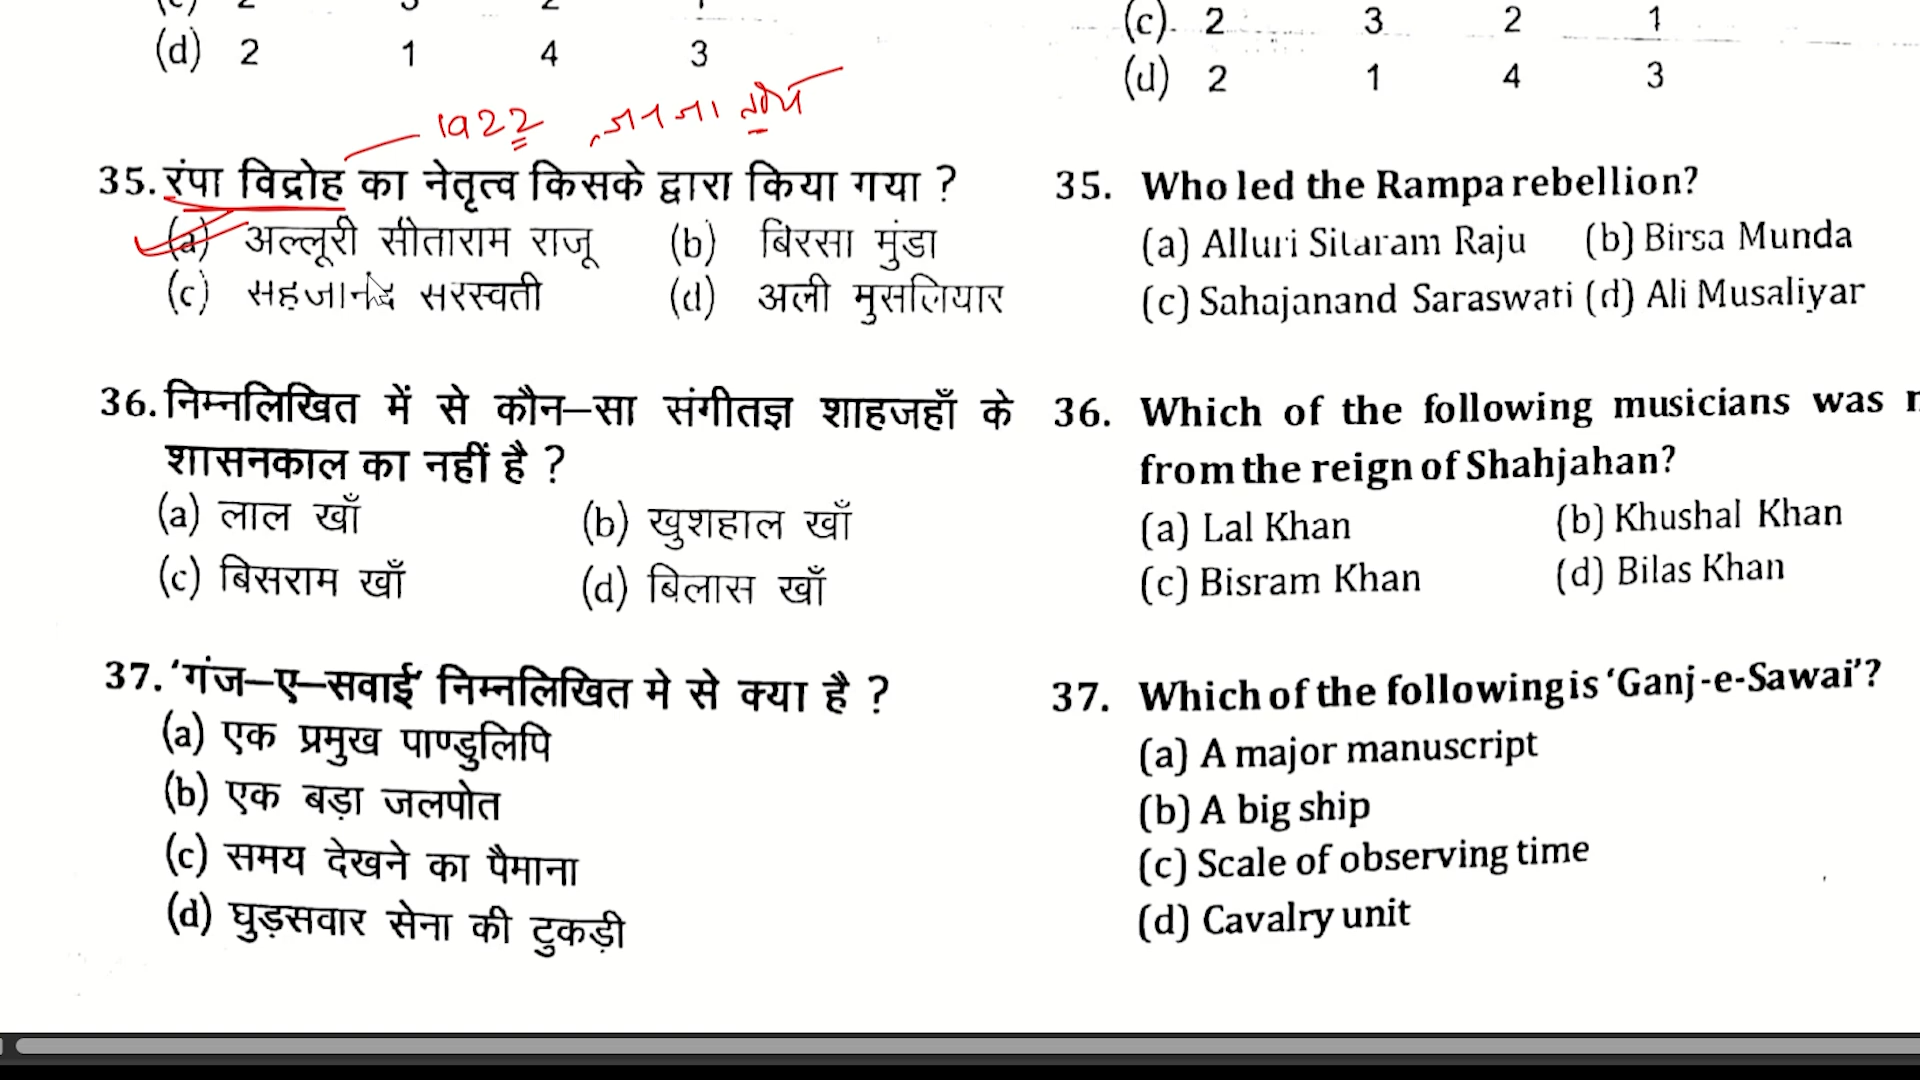 (d) 2 1 4 3
1922
35. रंपा विद्रोह का नेतृत्व किसके द्वारा किया गया ?
(a) अल्लूरी सीताराम राजू (b) बिरसा मुंडा
(c) सहजानंद सरस्वती (d) अली मुसलियार
36. निम्नलिखित में से कौन–सा संगीतज्ञ शाहजहाँ के
शासनकाल का नहीं है ?
(a) लाल खाँ (b) खुशहाल खाँ
(c) बिसराम खाँ (d) बिलास खाँ
37. ‘गंज–ए–सवाई’ निम्नलिखित मे से क्या है ?
(a) एक प्रमुख पाण्डुलिपि
(b) एक बड़ा जलपोत
(c) समय देखने का पैमाना
(d) घुड़सवार सेना की टुकड़ी
(c) 2 3 2 1
(d) 2 1 4 3
35. Who led the Rampa rebellion?
(a) Alluri Sitaram Raju (b) Birsa Munda
(c) Sahajanand Saraswati (d) Ali Musaliyar
36. Which of the following musicians was
from the reign of Shahjahan?
(a) Lal Khan (b) Khushal Khan
(c) Bisram Khan (d) Bilas Khan
37. Which of the following is ‘Ganj-e-Sawai’?
(a) A major manuscript
(b) A big ship
(c) Scale of observing time
(d) Cavalry unit